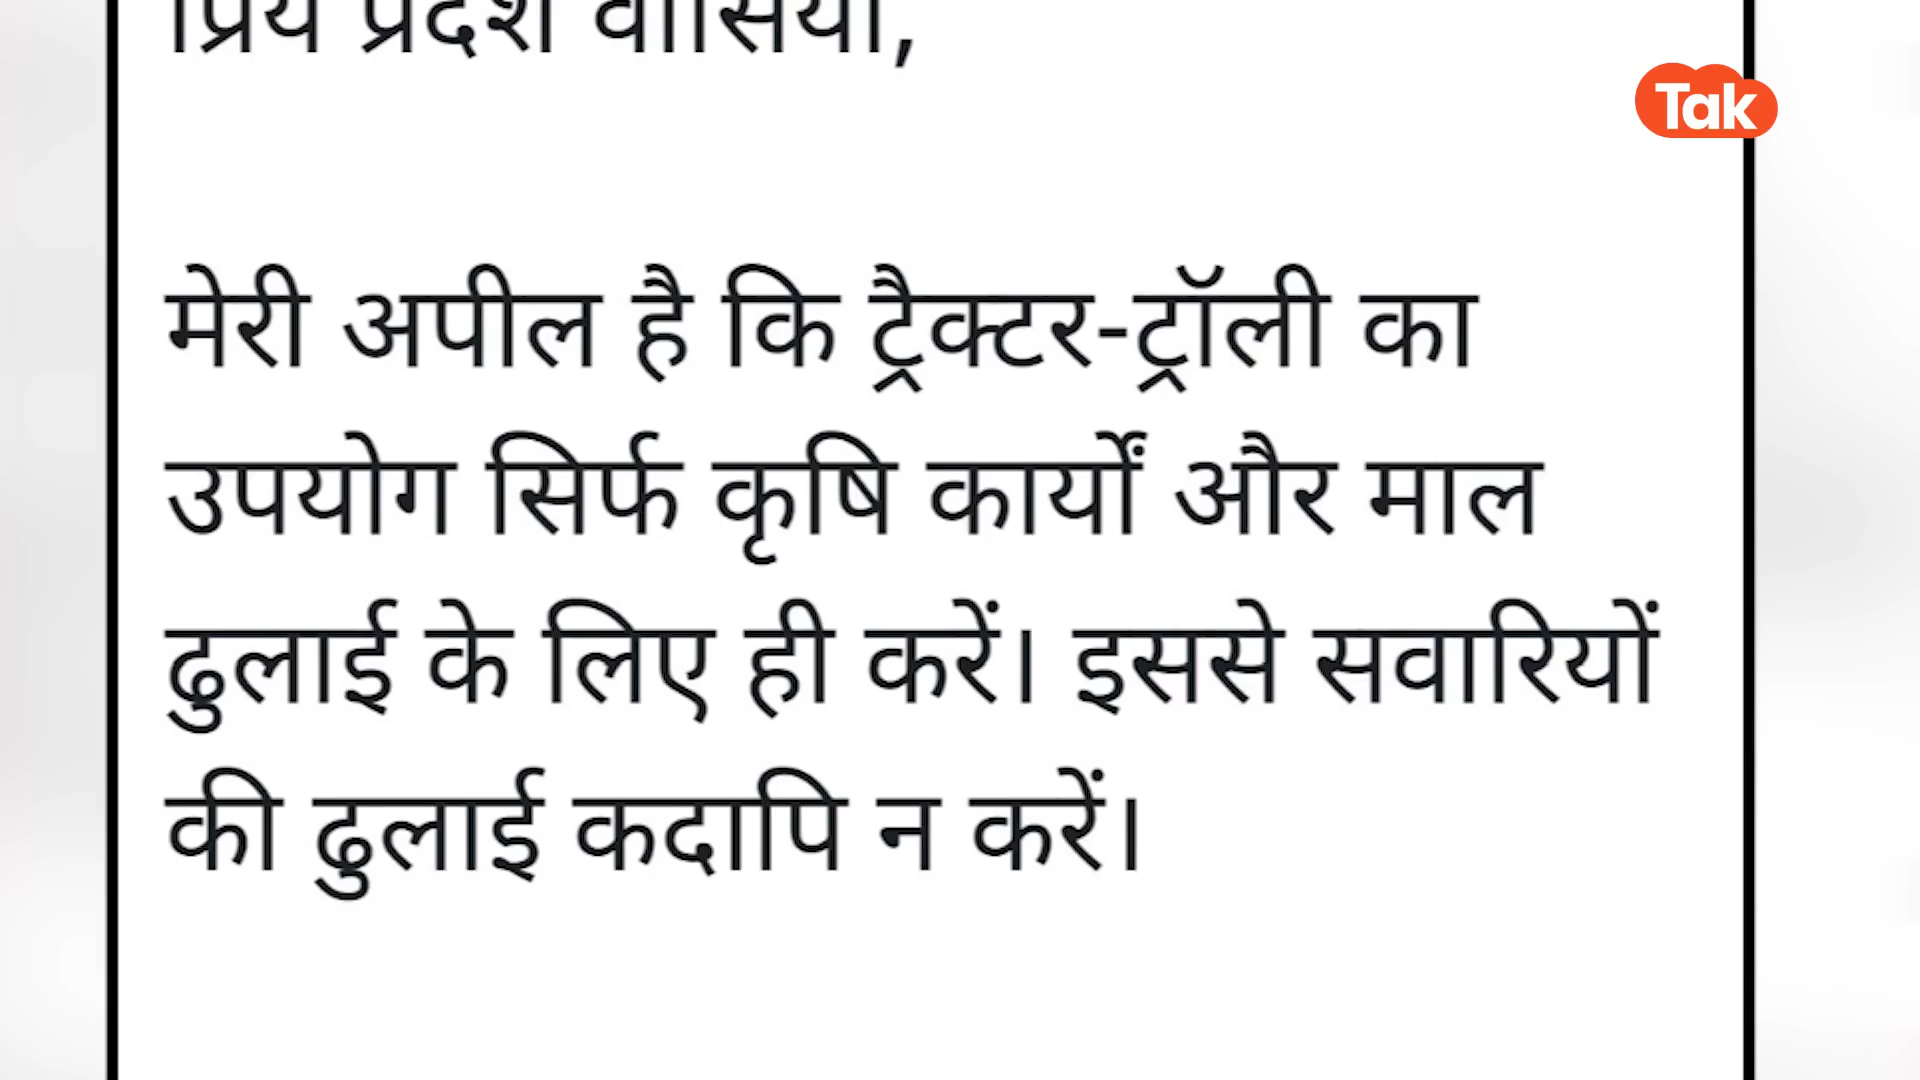 प्रिय प्रदेश वासियों,
Tak
मेरी अपील है कि ट्रैक्टर-ट्रॉली का
उपयोग सिर्फ कृषि कार्यों और माल
ढुलाई के लिए ही करें। इससे सवारियों
की ढुलाई कदापि न करें।